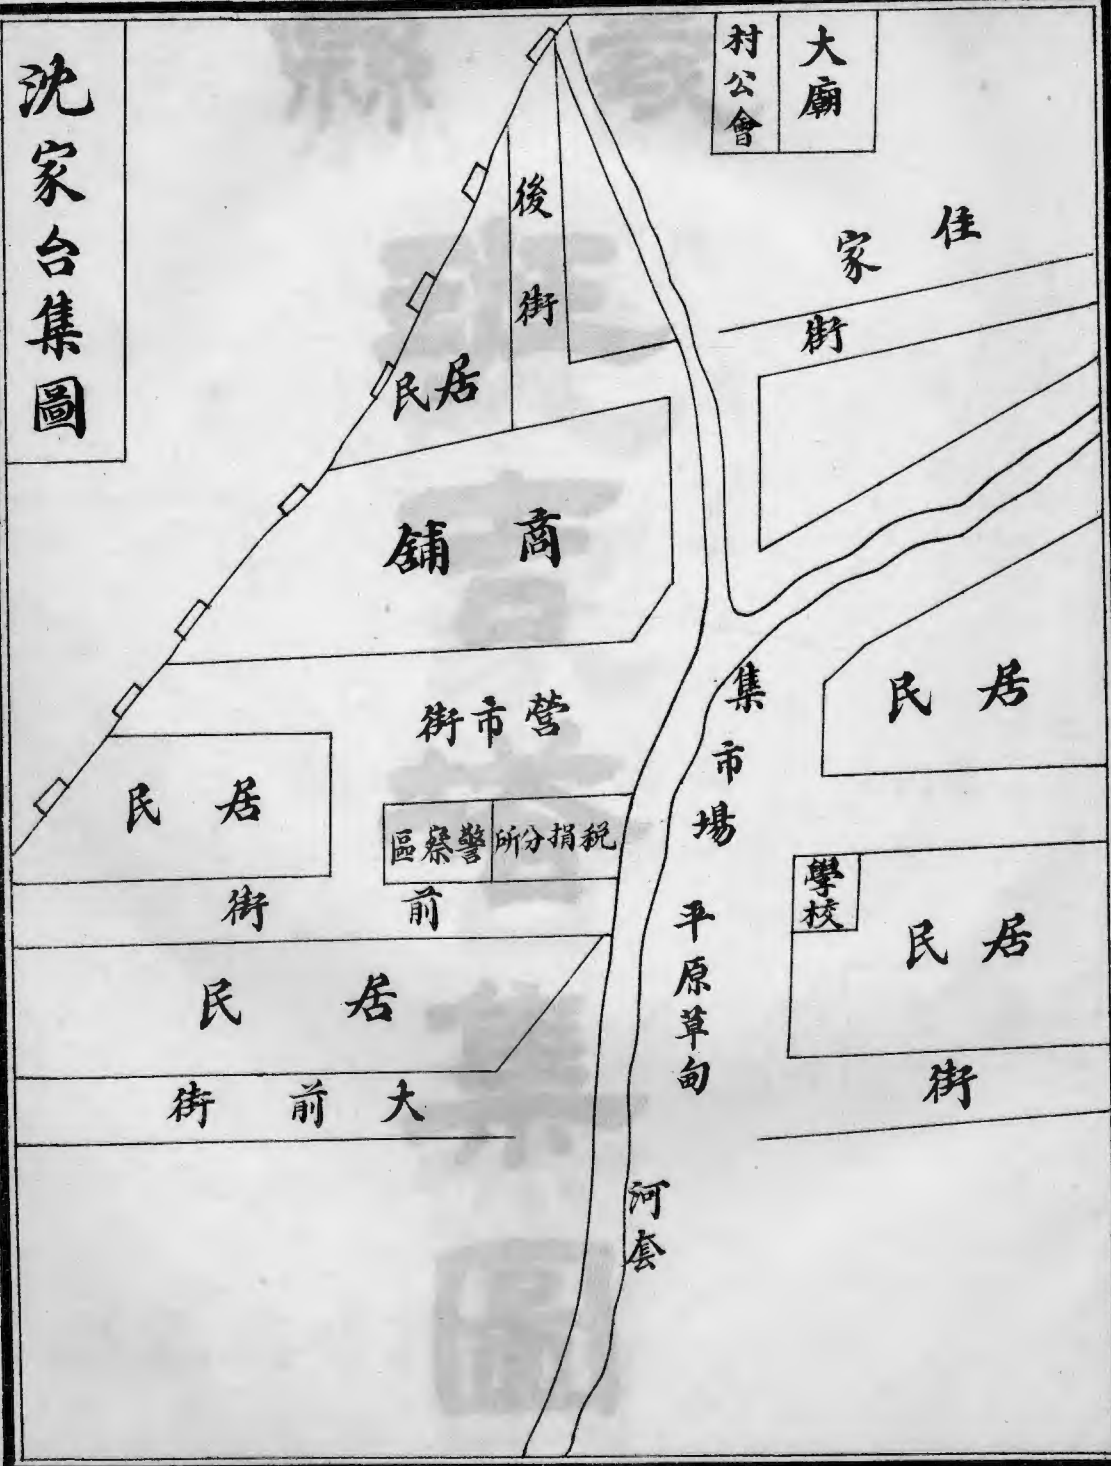 沈家台集圖
大廟
村公會
住家
街
後街
居民
商鋪
營市街
集市場
居民
居民
稅捐分所
警察區
前街
學校
居民
平原草甸
居民
大前街
街
河套